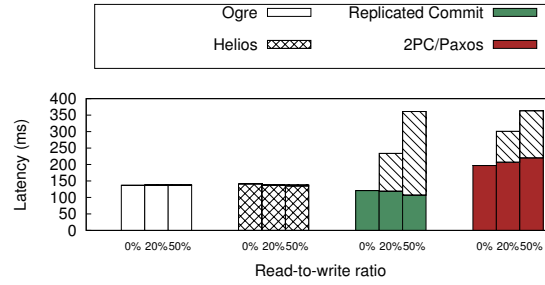 Ogre
Replicated Commit
Helios
2PC/Paxos
400
350
300
250
200
150
100
50
0
Latency (ms)
0% 20% 50%
0% 20% 50%
0% 20% 50%
0% 20% 50%
Read-to-write ratio